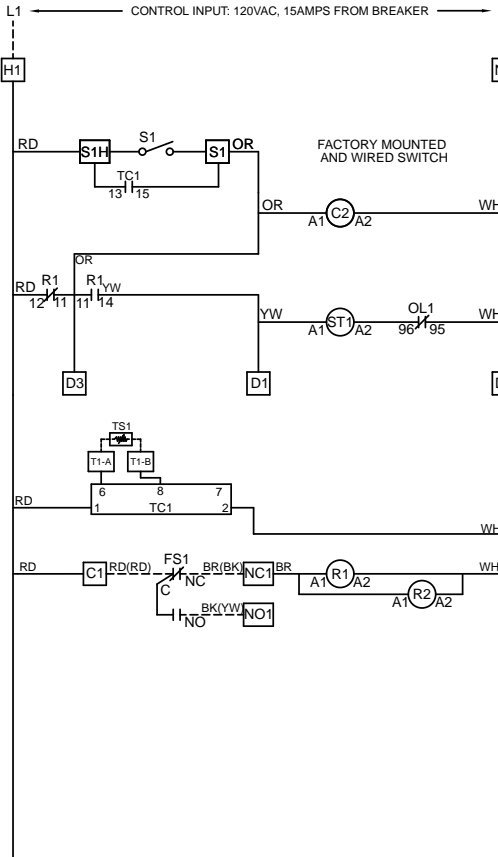 L1 CONTROL INPUT: 120VAC, 15AMPS FROM BREAKER
H1
RD S1H S1 S1 OR
FACTORY MOUNTED
AND WIRED SWITCH
TC1
13 15
OR A1 C2 A2 WH
OR
RD R1 R1 YW
12 11 11 14
YW A1 ST1 A2 OL1 WH
96 95
D3 D1
TS1
T1-A T1-B
6 8 7
RD 1 TC1 2
WH
RD C1 RD(RD) FS1 BR(BK) NC1 BR A1 R1 A2 WH
C NC
A1 R2 A2
NO BK(YW) NO1